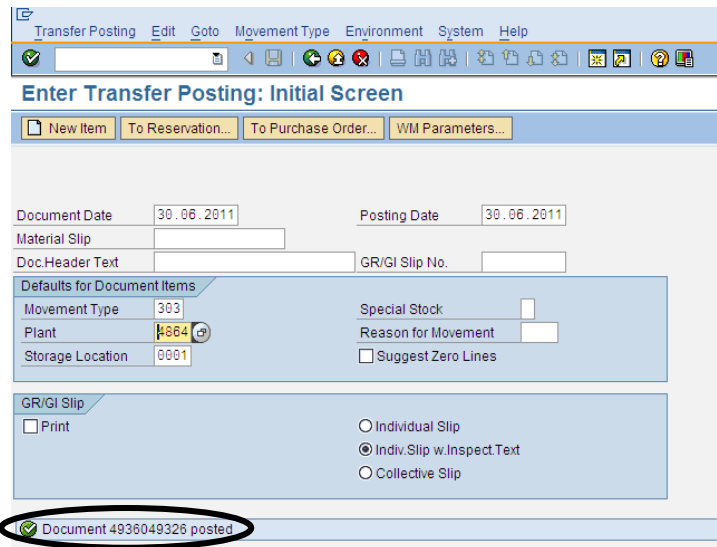 Transfer Posting Edit Goto Movement Type Environment System Help
Enter Transfer Posting: Initial Screen
New Item To Reservation... To Purchase Order... WM Parameters...
Document Date 30.06.2011 Posting Date 30.06.2011
Material Slip
Doc.Header Text GR/GI Slip No.
Defaults for Document Items
Movement Type 303 Special Stock
Plant 4864 Reason for Movement
Storage Location 0001 Suggest Zero Lines
GR/GI Slip
Print Individual Slip
Indiv.Slip w.Inspect.Text
Collective Slip
Document 4936049326 posted